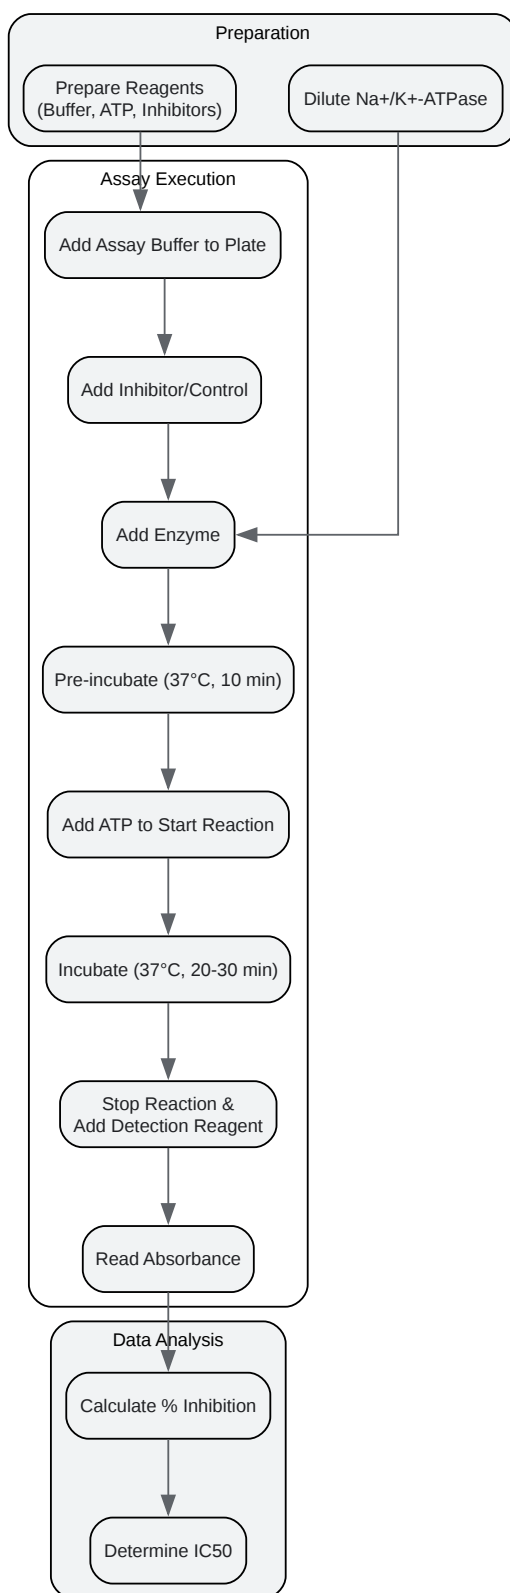 Preparation
Prepare Reagents
(Buffer, ATP, Inhibitors)
Dilute Na+/K+-ATPase
Assay Execution
Add Assay Buffer to Plate
Add Inhibitor/Control
Add Enzyme
Pre-incubate (37°C, 10 min)
Add ATP to Start Reaction
Incubate (37°C, 20-30 min)
Stop Reaction &
Add Detection Reagent
Read Absorbance
Data Analysis
Calculate % Inhibition
Determine IC50